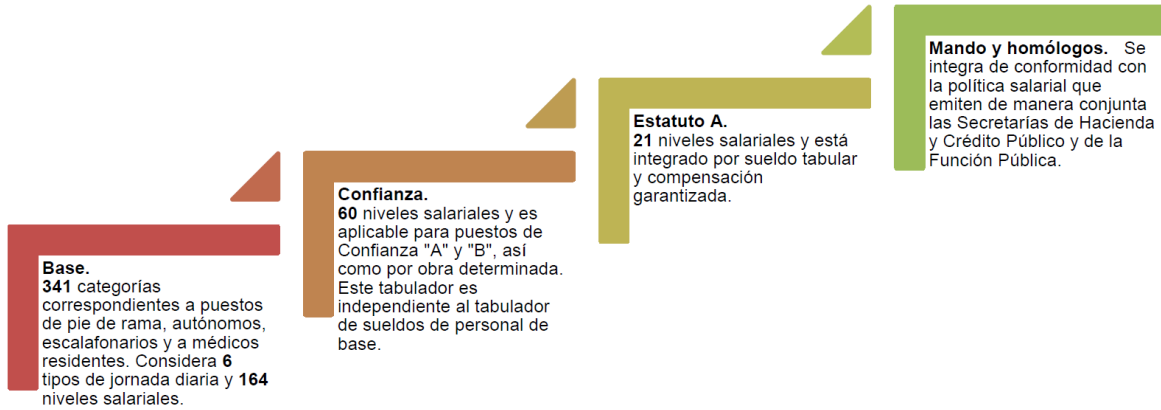 Base.
341 categorías
correspondientes a puestos
de pie de rama, autónomos,
escalafonarios y a médicos
residentes. Considera 6
tipos de jornada diaria y 164
niveles salariales.
Confianza.
60 niveles salariales y es
aplicable para puestos de
Confianza "A" y "B", así
como por obra determinada.
Este tabulador es
independiente al tabulador
de sueldos de personal de
base.
Estatuto A.
21 niveles salariales y está
integrado por sueldo tabular
y compensación
garantizada.
Mando y homólogos. Se
integra de conformidad con
la política salarial que
emiten de manera conjunta
las Secretarías de Hacienda
y Crédito Público y de la
Función Pública.